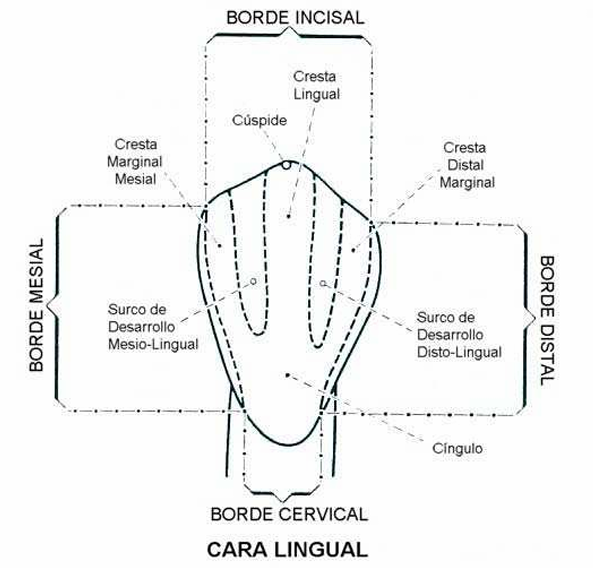 BORDE INCISAL
Cresta
Lingual
Cúspide
Cresta
Marginal
Mesial
Cresta
Distal
Marginal
BORDE MESIAL
BORDE DISTAL
Surco de
Desarrollo
Mesio-Lingual
Surco de
Desarrollo
Disto-Lingual
Cíngulo
BORDE CERVICAL
CARA LINGUAL